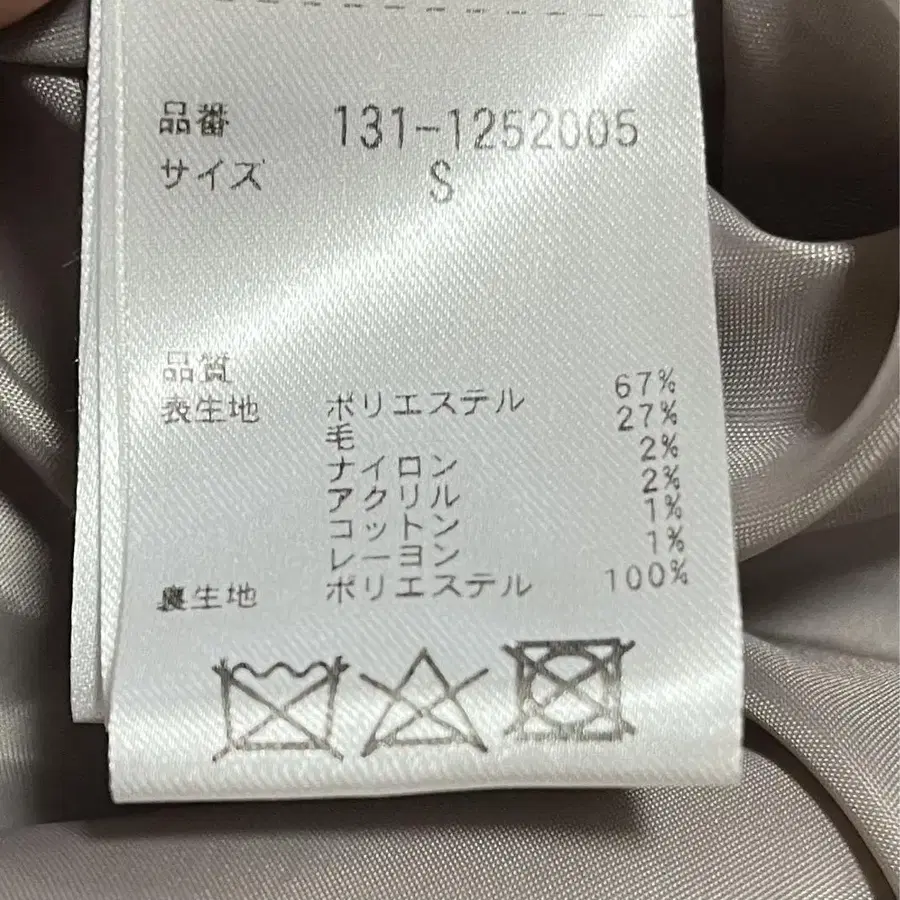 品番 131-1252005
サイズ S
品質
表生地 ポリエステル 67%
毛 27%
ナイロン 2%
アクリル 2%
コットン 1%
レーヨン 1%
裏生地 ポリエステル 100%